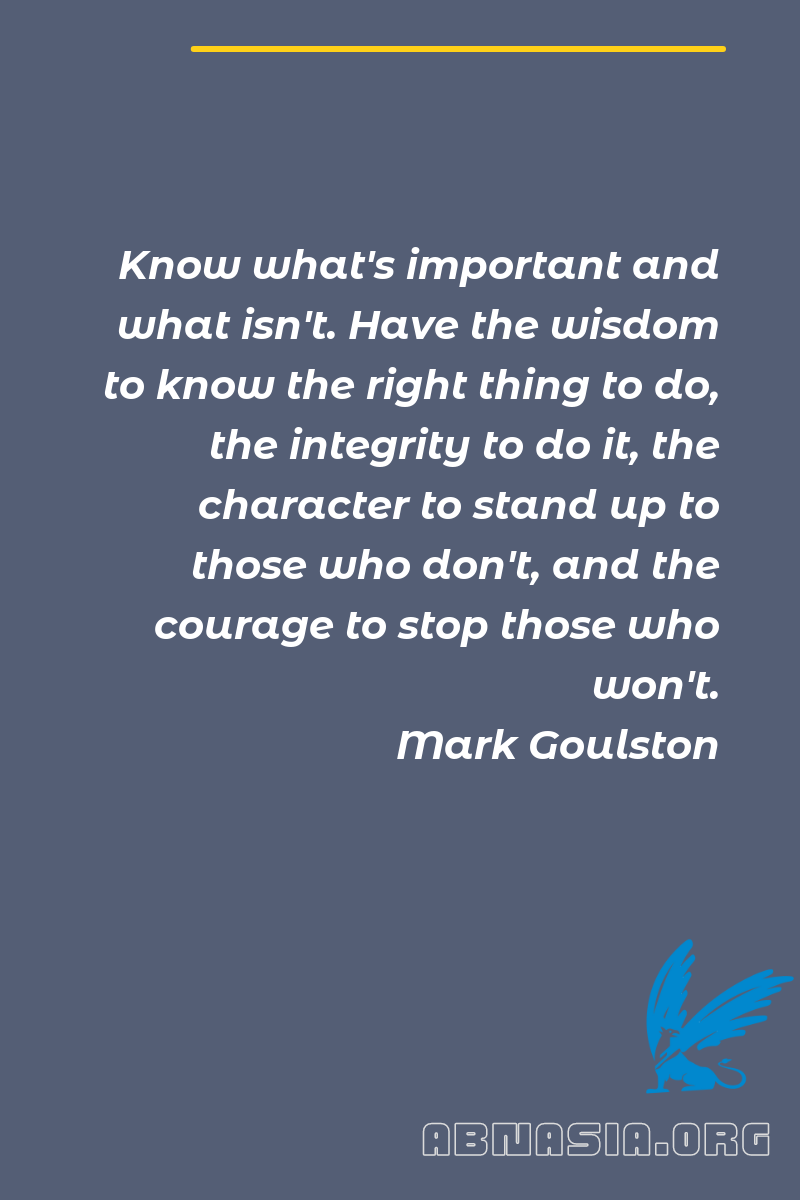 Know what's important and
what isn't. Have the wisdom
to know the right thing to do,
the integrity to do it, the
character to stand up to
those who don't, and the
courage to stop those who
won't.
Mark Goulston
ABNASIA.ORG